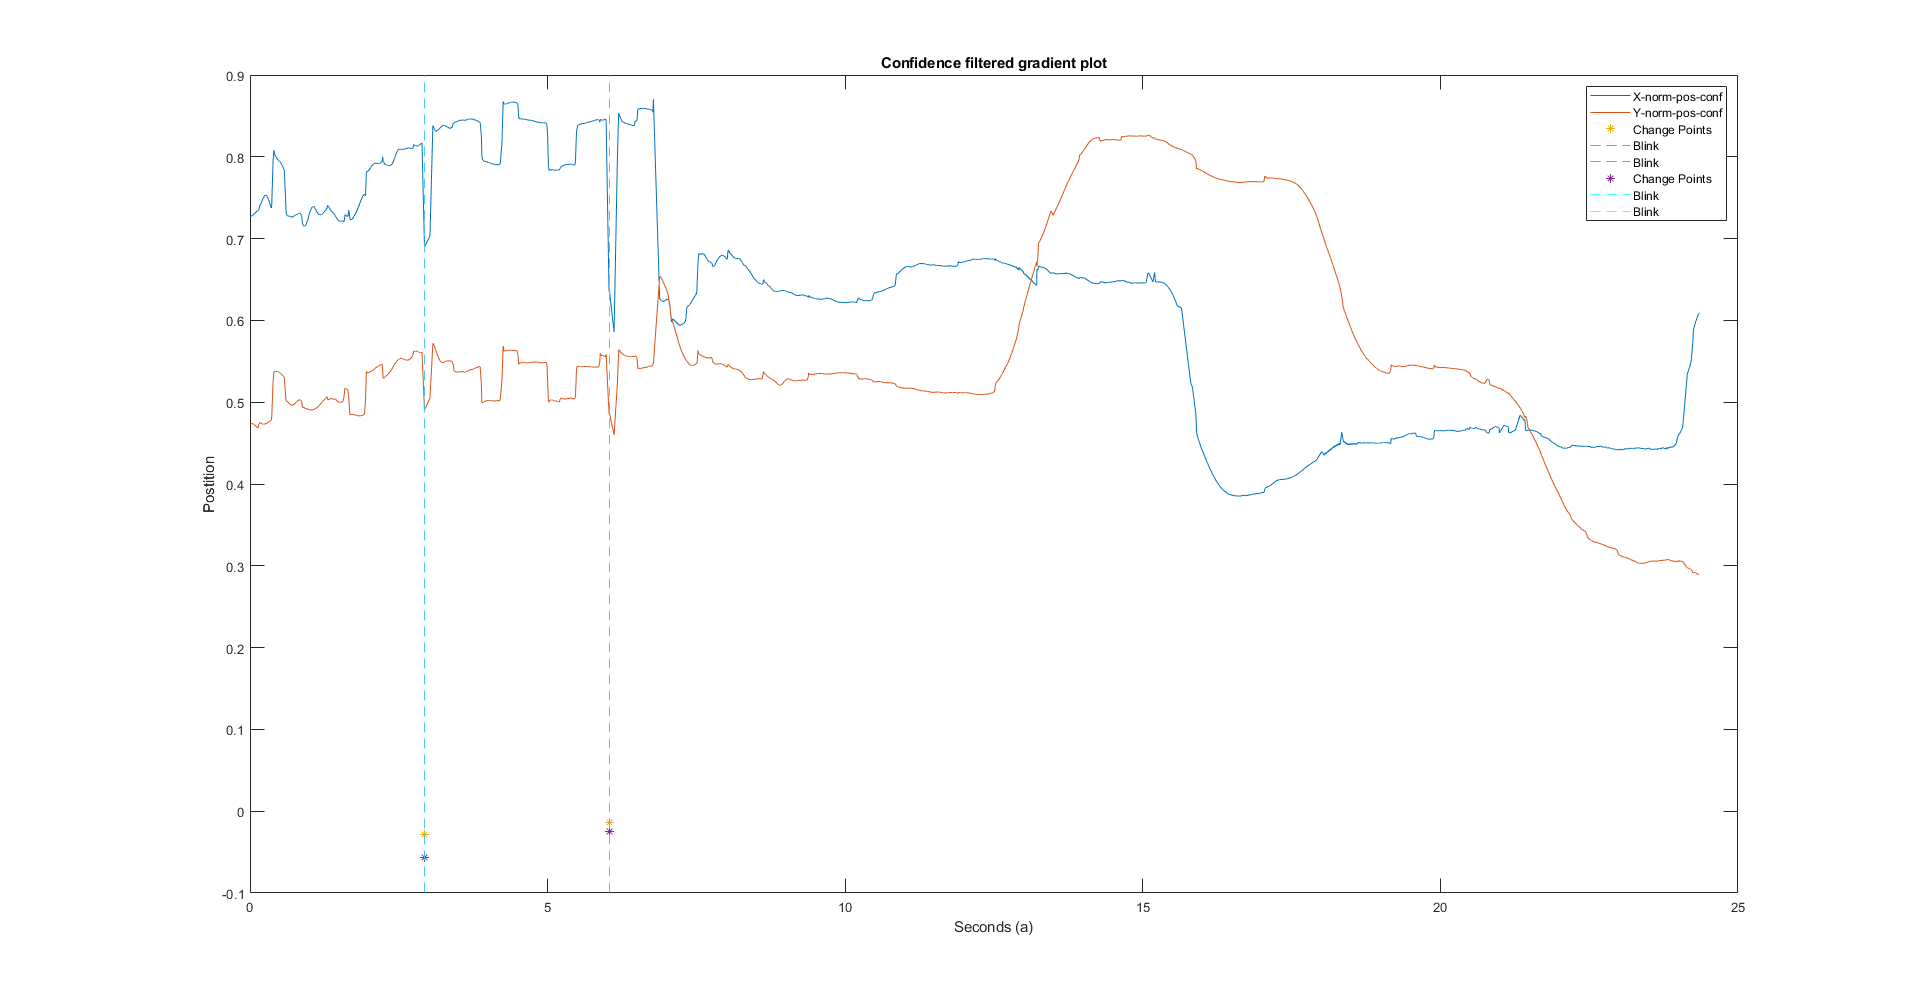 Confidence filtered gradient plot
0.9
0.8
0.7
0.6
0.5
0.4
0.3
0.2
0.1
0
-0.1
Postition
0 5 10 15 20 25
Seconds (a)
X-norm-pos-conf
Y-norm-pos-conf
Change Points
Blink
Blink
Change Points
Blink
Blink